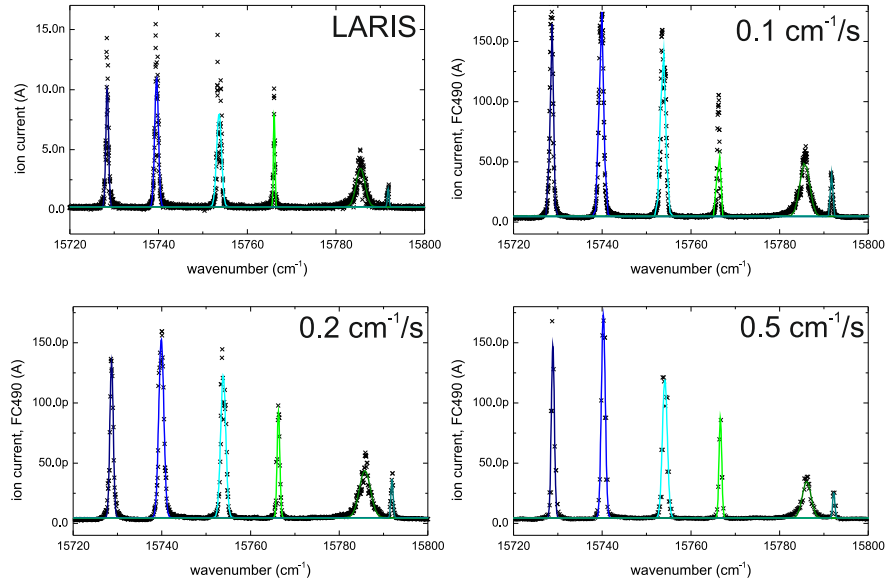 LARIS
ion current (A)
15.0n
10.0n
5.0n
0.0
15720 15740 15760 15780 15800
wavenumber (cm⁻¹)
0.1 cm⁻¹/s
ion current, FC490 (A)
150.0p
100.0p
50.0p
0.0
15720 15740 15760 15780 15800
wavenumber (cm⁻¹)
0.2 cm⁻¹/s
ion current, FC490 (A)
150.0p
100.0p
50.0p
0.0
15720 15740 15760 15780 15800
wavenumber (cm⁻¹)
0.5 cm⁻¹/s
ion current, FC490 (A)
150.0p
100.0p
50.0p
0.0
15720 15740 15760 15780 15800
wavenumber (cm⁻¹)